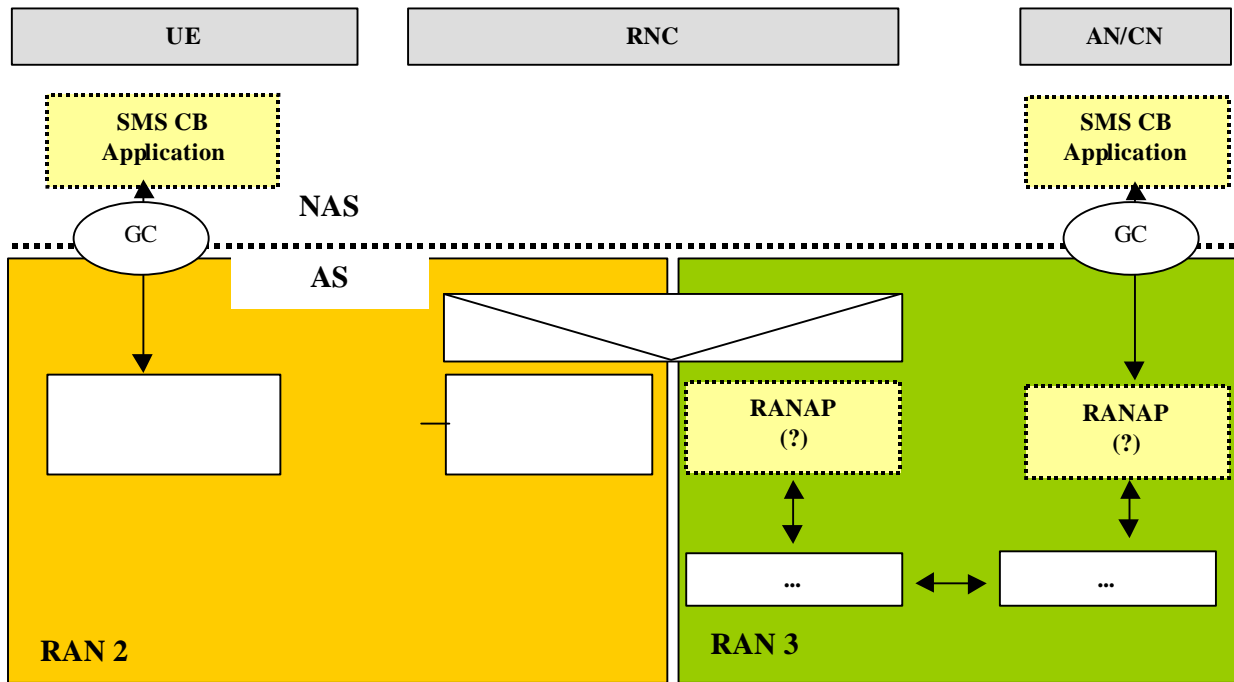 UE
RNC
AN/CN
SMS CB
Application
SMS CB
Application
NAS
GC
GC
AS
RANAP
(?)
RANAP
(?)
...
...
RAN 2
RAN 3